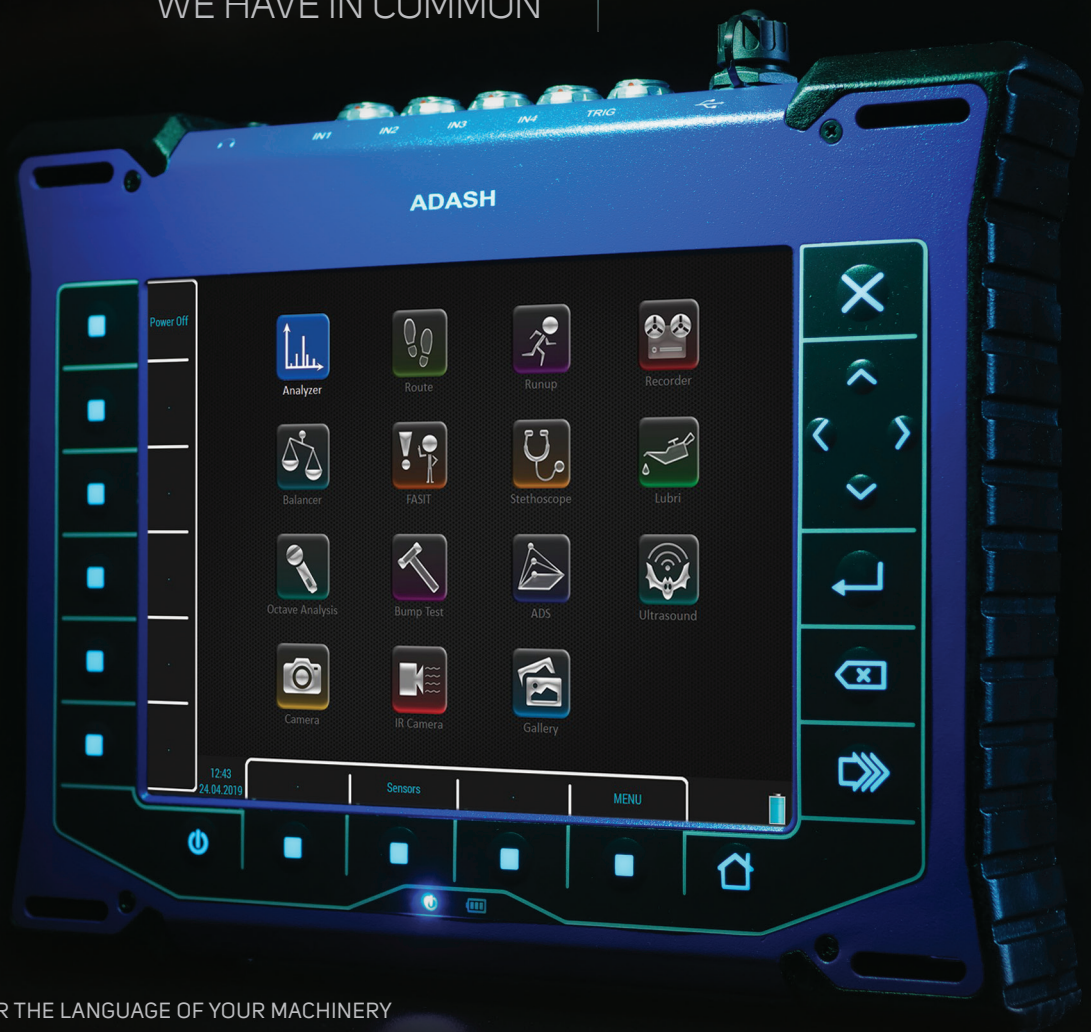 WE HAVE IN COMMON
IN1 IN2 IN3 IN4 TRIG
ADASH
Power Off
Analyzer Route Runup Recorder
Balancer FASIT Stethoscope Lubri
Octave Analysis Bump Test ADS Ultrasound
Camera IR Camera Gallery
12:43
24.04.2019
Sensors
MENU
R THE LANGUAGE OF YOUR MACHINERY